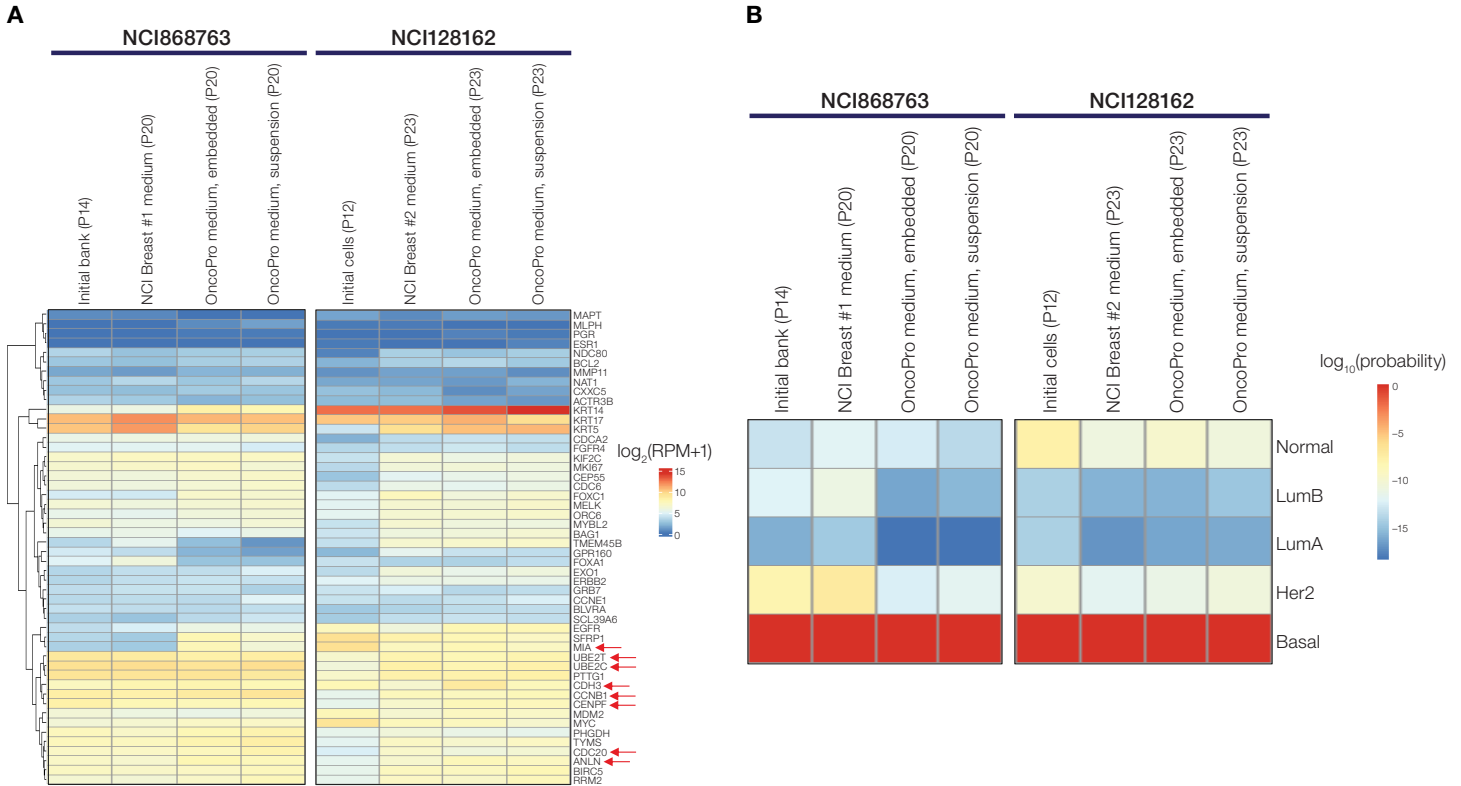 A
NCI868763
NCI128162
Initial bank (P14)
NCI Breast #1 medium (P20)
OncoPro medium, embedded (P20)
OncoPro medium, suspension (P20)
Initial cells (P12)
NCI Breast #2 medium (P23)
OncoPro medium, embedded (P23)
OncoPro medium, suspension (P23)
MAPT
MLPH
PGR
ESR1
NDC80
BCL2
MMP11
NAT1
CXXC5
ACTR3B
KRT14
KRT17
KRT5
CDCA2
FGFR4
KIF2C
MKI67
CEP55
CDC6
FOXC1
MELK
ORC6
MYBL2
BAG1
TMEM45B
GPR160
FOXA1
EXO1
ERBB2
GRB7
CCNE1
BLVRA
SCL39A6
EGFR
SFRP1
MIA
UBE2T
UBE2C
PTTG1
CDH3
CCNB1
CENPF
MDM2
MYC
PHGDH
TYMS
CDC20
ANLN
BIRC5
RRM2
log2(RPM+1)
15
10
5
0
B
NCI868763
NCI128162
Initial bank (P14)
NCI Breast #1 medium (P20)
OncoPro medium, embedded (P20)
OncoPro medium, suspension (P20)
Initial cells (P12)
NCI Breast #2 medium (P23)
OncoPro medium, embedded (P23)
OncoPro medium, suspension (P23)
Normal
LumB
LumA
Her2
Basal
log10(probability)
0
−5
−10
−15